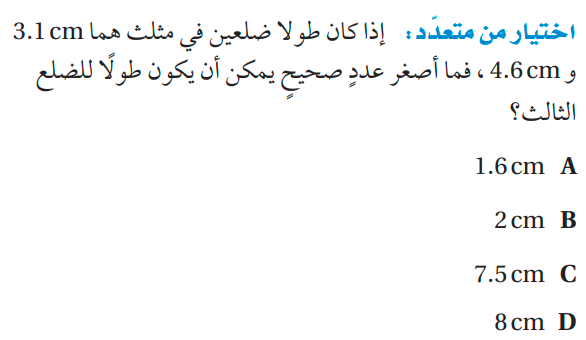 اختيار من متعدّد: إذا كان طولا ضلعين في مثلث هما 3.1 cm
و 4.6 cm ، فما أصغر عددٍ صحيحٍ يمكن أن يكون طولًا للضلع
الثالث؟
1.6 cm A
2 cm B
7.5 cm C
8 cm D